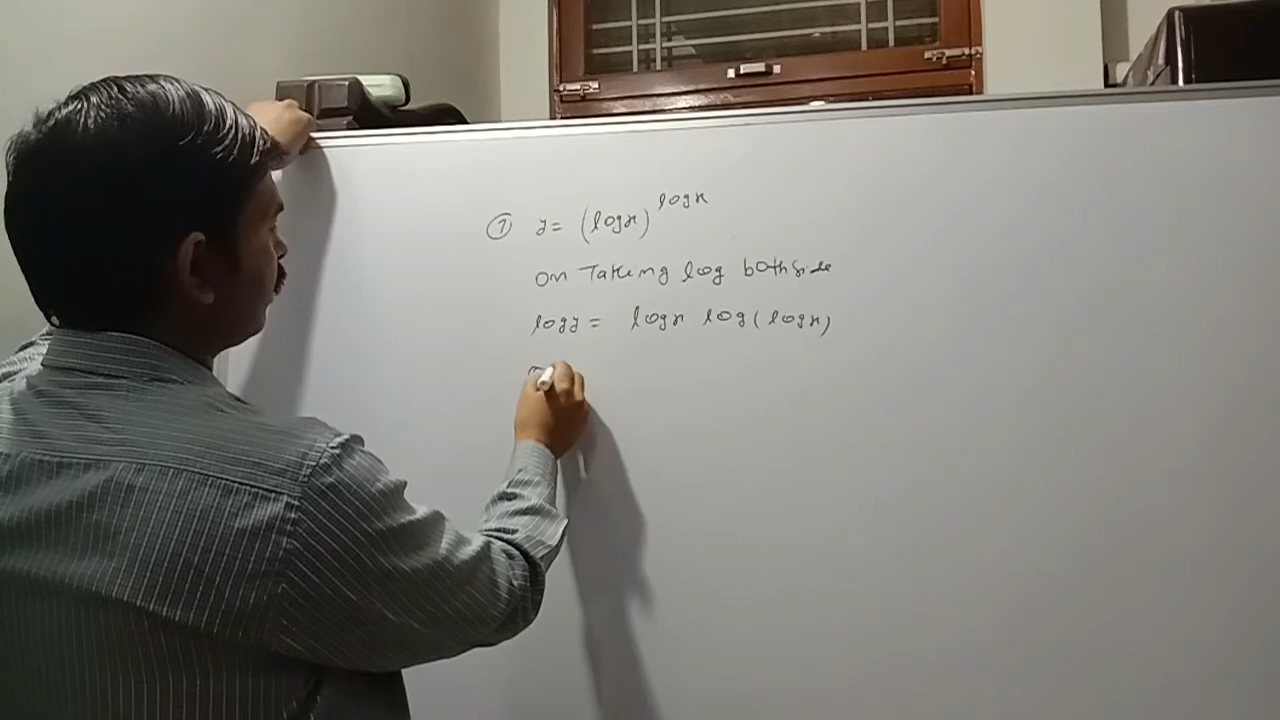 ① y = (logx)^logx
On Taking log both side
logy = logx log(logx)